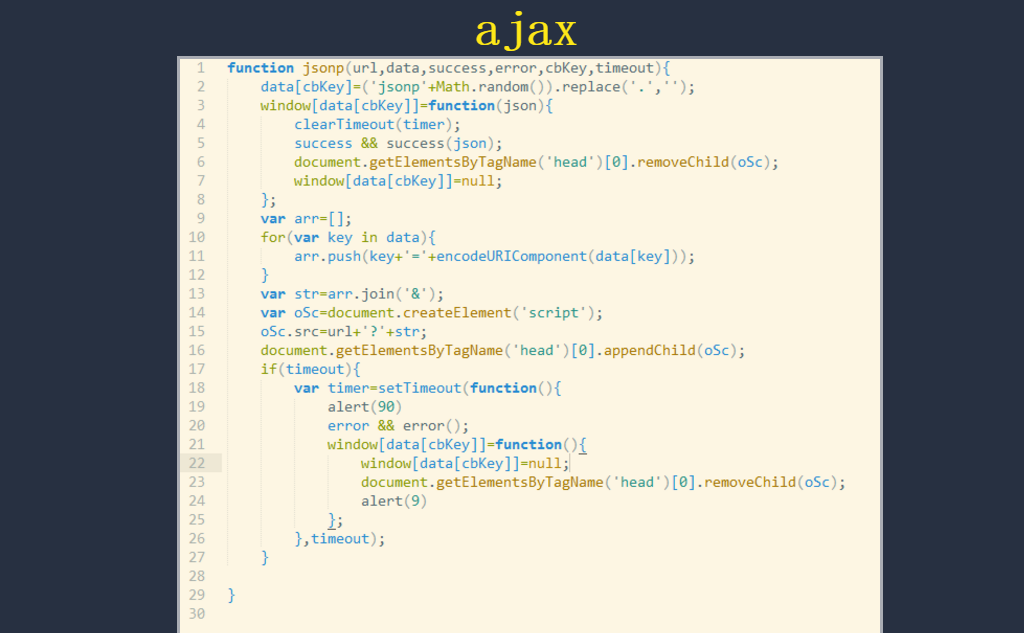 ajax
1 function jsonp(url,data,success,error,cbKey,timeout){
2     data[cbKey]=('jsonp'+Math.random()).replace('.','');
3     window[data[cbKey]]=function(json){
4         clearTimeout(timer);
5         success && success(json);
6         document.getElementsByTagName('head')[0].removeChild(oSc);
7         window[data[cbKey]]=null;
8     };
9     var arr=[];
10     for(var key in data){
11         arr.push(key+'='+encodeURIComponent(data[key]));
12     }
13     var str=arr.join('&');
14     var oSc=document.createElement('script');
15     oSc.src=url+'?'+str;
16     document.getElementsByTagName('head')[0].appendChild(oSc);
17     if(timeout){
18         var timer=setTimeout(function(){
19             alert(90)
20             error && error();
21             window[data[cbKey]]=function(){
22                 window[data[cbKey]]=null;
23                 document.getElementsByTagName('head')[0].removeChild(oSc);
24                 alert(9)
25             };
26         },timeout);
27     }
28
29 }
30